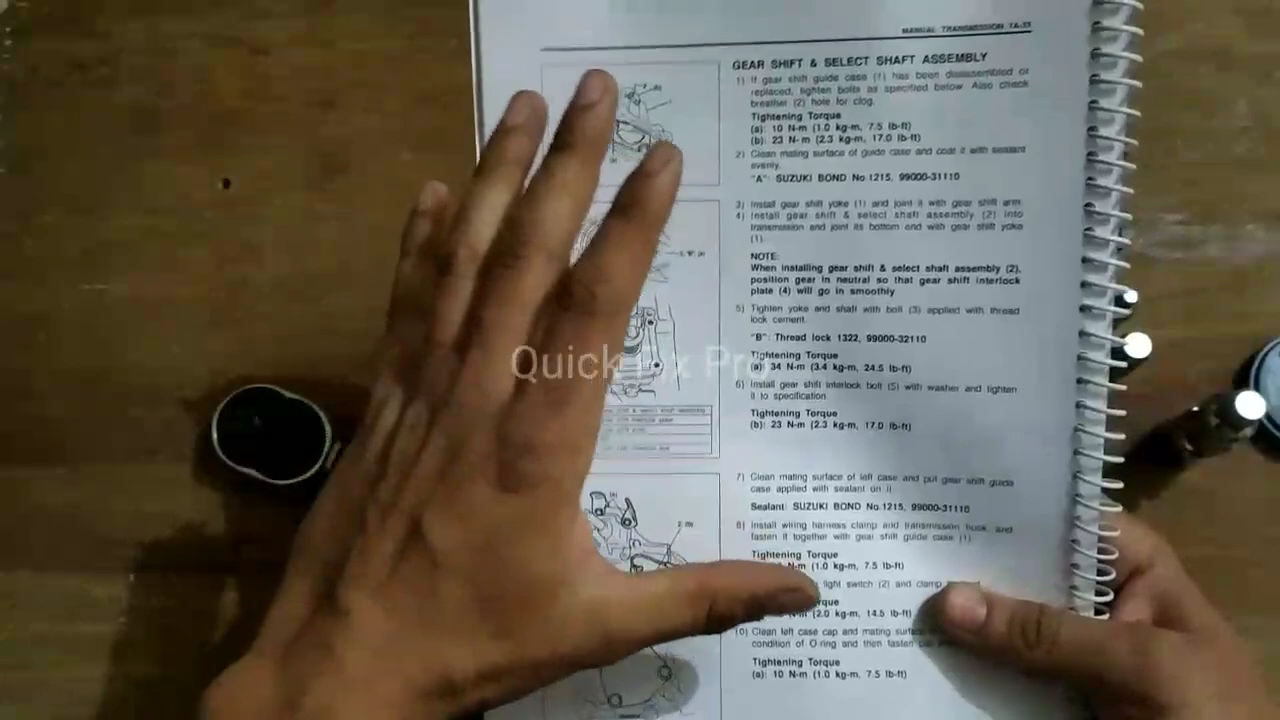 MANUAL TRANSMISSION 7A-33
GEAR SHIFT & SELECT SHAFT ASSEMBLY
1) If gear shift guide case (1) has been disassembled or
replaced, tighten bolts as specified below. Also check
breather (2) hole for clog.
Tightening Torque
(a): 10 N-m (1.0 kg-m, 7.5 lb-ft)
(b): 23 N-m (2.3 kg-m, 17.0 lb-ft)
2) Clean mating surface of guide case and coat it with sealant
evenly.
"A": SUZUKI BOND No.1215, 99000-31110
3) Install gear shift yoke (1) and joint it with gear shift arm.
4) Install gear shift & select shaft assembly (2) into
transmission and joint its bottom end with gear shift yoke
(1).
NOTE:
When installing gear shift & select shaft assembly (2),
position gear in neutral so that gear shift interlock
plate (4) will go in smoothly
5) Tighten yoke and shaft with bolt (3) applied with thread
lock cement.
"B": Thread lock 1322, 99000-32110
Tightening Torque
34 N-m (3.4 kg-m, 24.5 lb-ft)
6) Install gear shift interlock bolt (5) with washer and tighten
it to specification.
Tightening Torque
(b): 23 N-m (2.3 kg-m, 17.0 lb-ft)
7) Clean mating surface of left case and put gear shift guide
case applied with sealant on it.
Sealant: SUZUKI BOND No.1215, 99000-31110
8) Install wiring harness clamp and transmission hook, and
fasten it together with gear shift guide case (1).
Tightening Torque
N-m (1.0 kg-m, 7.5 lb-ft)
light switch (2) and clamp
(2.0 kg-m, 14.5 lb-ft)
10) Clean left case cap and mating
condition of O-ring and then fasten
Tightening Torque
(a): 10 N-m (1.0 kg-m, 7.5 lb-ft)
Quick Fix Pro